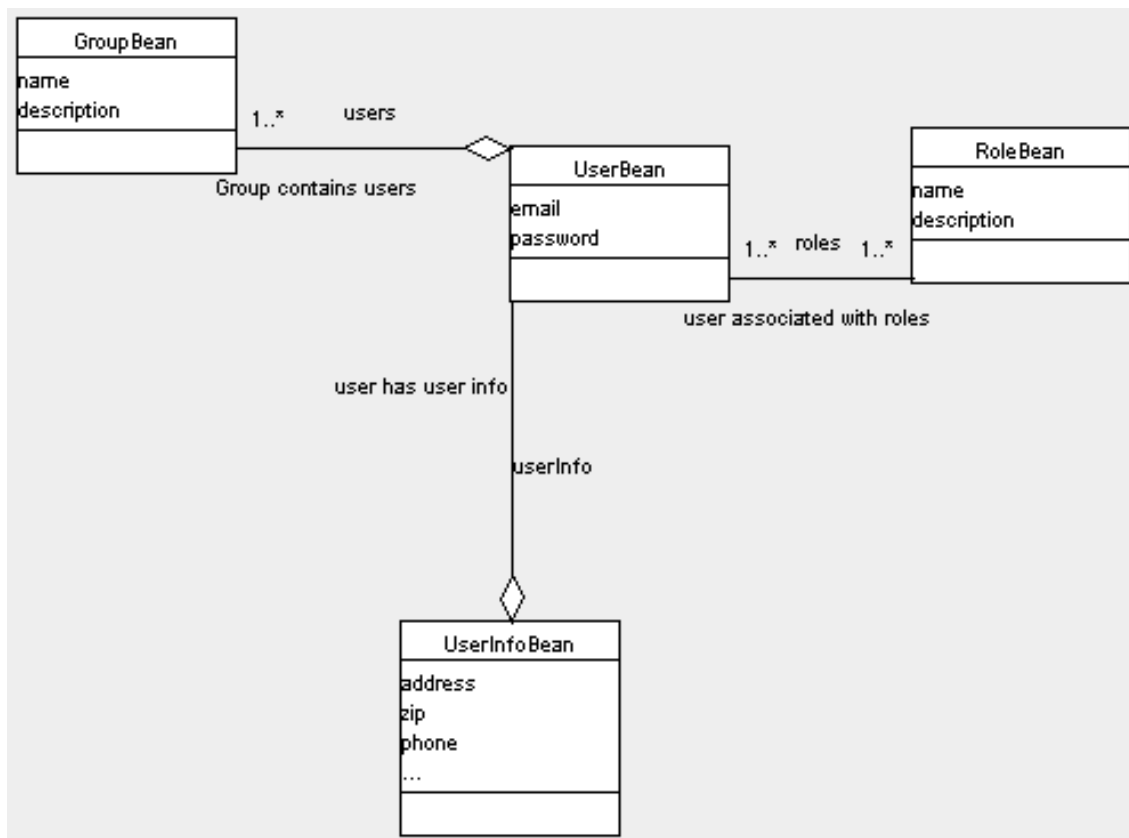 GroupBean
name
description
1..*
users
Group contains users
UserBean
email
password
RoleBean
name
description
1..*
roles
1..*
user associated with roles
user has user info
userInfo
UserInfoBean
address
zip
phone
...